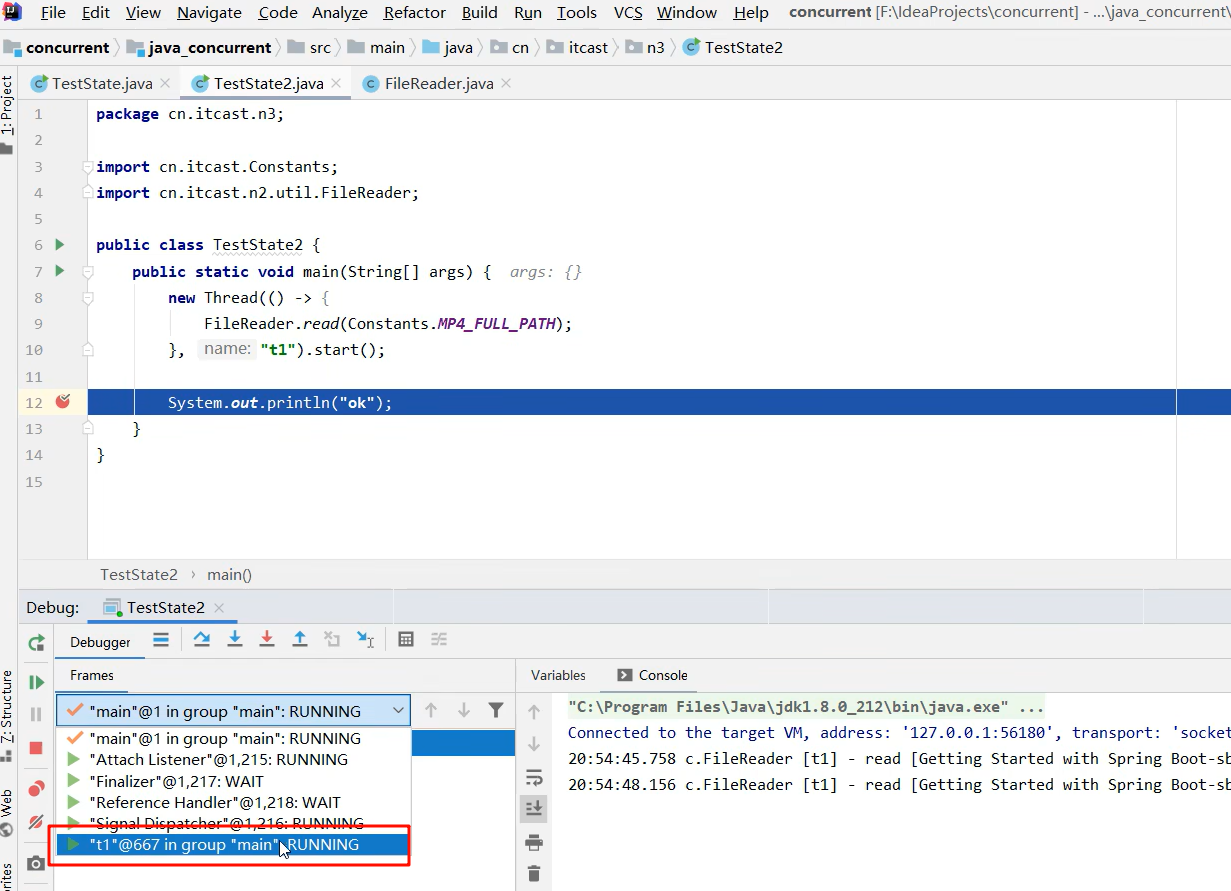 File Edit View Navigate Code Analyze Refactor Build Run Tools VCS Window Help concurrent [F:\IdeaProjects\concurrent] - ...\java_concurrent\
concurrent java_concurrent src main java cn itcast n3 TestState2
1: Project
TestState.java TestState2.java FileReader.java
1 package cn.itcast.n3;
2
3 import cn.itcast.Constants;
4 import cn.itcast.n2.util.FileReader;
5
6 public class TestState2 {
7 public static void main(String[] args) { args: {}
8 new Thread(() -> {
9 FileReader.read(Constants.MP4_FULL_PATH);
10 }, name: "t1").start();
11
12 System.out.println("ok");
13 }
14 }
15
TestState2 › main()
Debug: TestState2
Debugger
Z: Structure
Web
Frames
Variables Console
"main"@1 in group "main": RUNNING
"main"@1 in group "main": RUNNING
"Attach Listener"@1,215: RUNNING
"Finalizer"@1,217: WAIT
"Reference Handler"@1,218: WAIT
"Signal Dispatcher"@1,216: RUNNING
"t1"@667 in group "main": RUNNING
"C:\Program Files\Java\jdk1.8.0_212\bin\java.exe" ...
Connected to the target VM, address: '127.0.0.1:56180', transport: 'socket
20:54:45.758 c.FileReader [t1] - read [Getting Started with Spring Boot-sb
20:54:48.156 c.FileReader [t1] - read [Getting Started with Spring Boot-sb